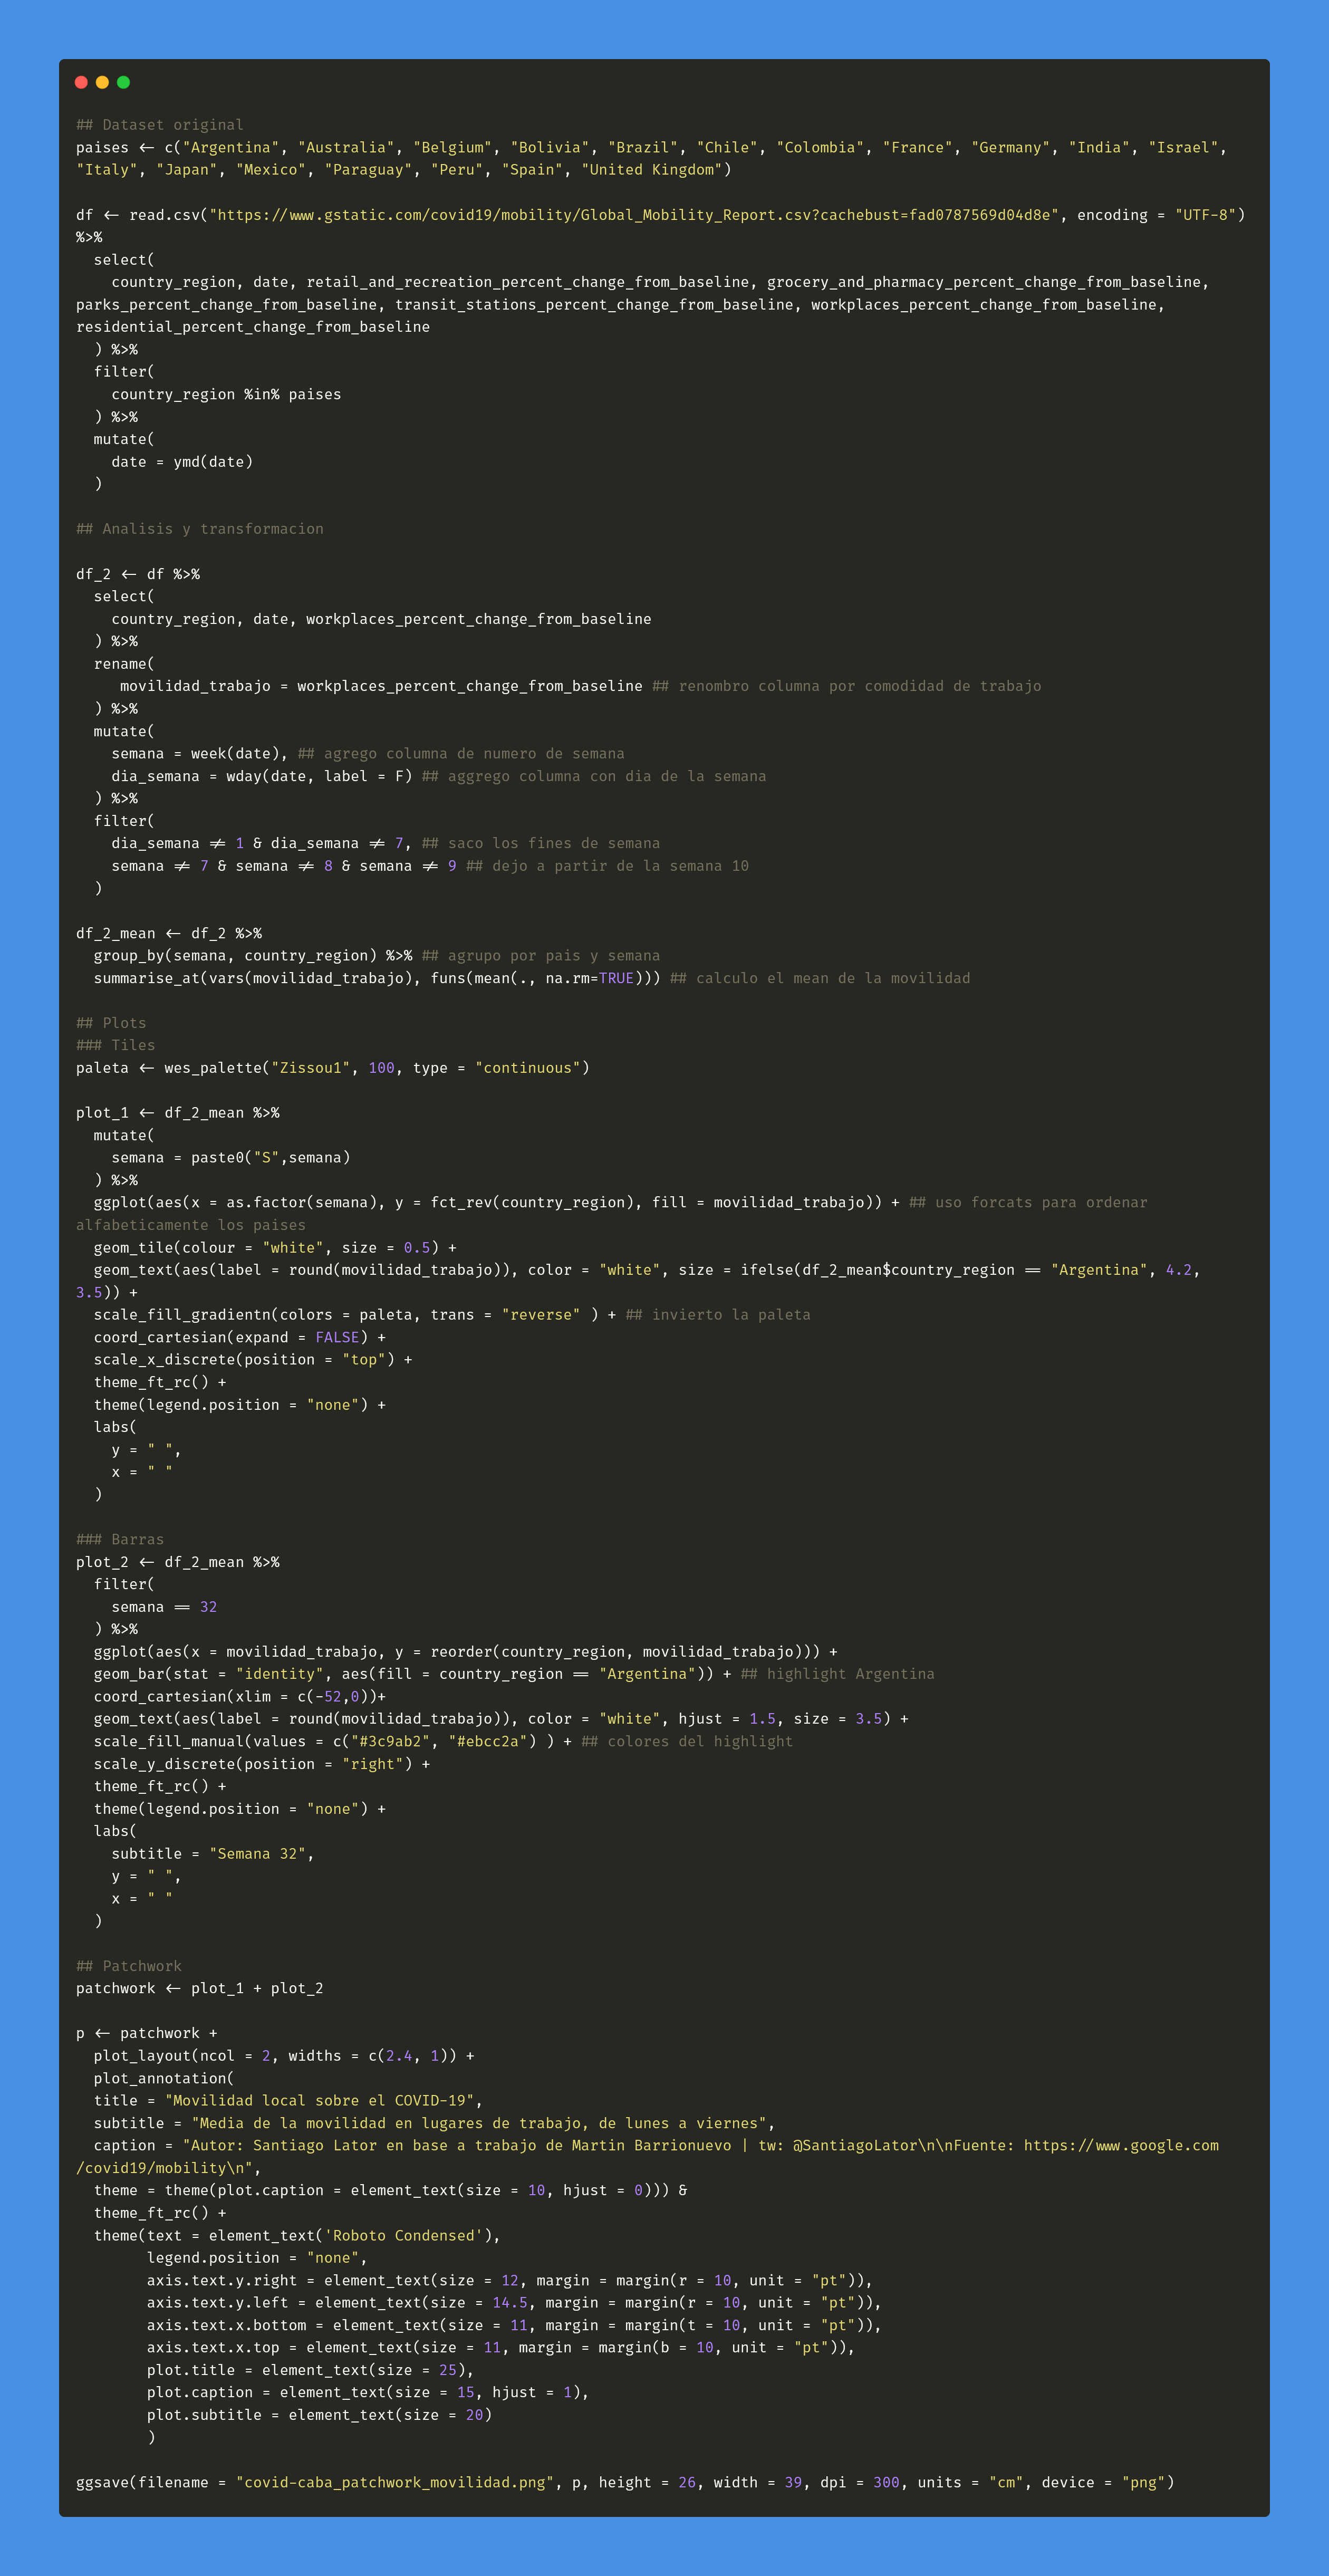 ## Dataset original
paises <- c("Argentina", "Australia", "Belgium", "Bolivia", "Brazil", "Chile", "Colombia", "France", "Germany", "India", "Israel",
"Italy", "Japan", "Mexico", "Paraguay", "Peru", "Spain", "United Kingdom")

df <- read.csv("https://www.gstatic.com/covid19/mobility/Global_Mobility_Report.csv?cachebust=fad0787569d04d8e", encoding = "UTF-8")
%>%
  select(
    country_region, date, retail_and_recreation_percent_change_from_baseline, grocery_and_pharmacy_percent_change_from_baseline,
parks_percent_change_from_baseline, transit_stations_percent_change_from_baseline, workplaces_percent_change_from_baseline,
residential_percent_change_from_baseline
  ) %>%
  filter(
    country_region %in% paises
  ) %>%
  mutate(
    date = ymd(date)
  )

## Analisis y transformacion

df_2 <- df %>%
  select(
    country_region, date, workplaces_percent_change_from_baseline
  ) %>%
  rename(
     movilidad_trabajo = workplaces_percent_change_from_baseline ## renombro columna por comodidad de trabajo
  ) %>%
  mutate(
    semana = week(date), ## agrego columna de numero de semana
    dia_semana = wday(date, label = F) ## aggrego columna con dia de la semana
  ) %>%
  filter(
    dia_semana != 1 & dia_semana != 7, ## saco los fines de semana
    semana != 7 & semana != 8 & semana != 9 ## dejo a partir de la semana 10
  )

df_2_mean <- df_2 %>%
  group_by(semana, country_region) %>% ## agrupo por pais y semana
  summarise_at(vars(movilidad_trabajo), funs(mean(., na.rm=TRUE))) ## calculo el mean de la movilidad

## Plots
### Tiles
paleta <- wes_palette("Zissou1", 100, type = "continuous")

plot_1 <- df_2_mean %>%
  mutate(
    semana = paste0("S",semana)
  ) %>%
  ggplot(aes(x = as.factor(semana), y = fct_rev(country_region), fill = movilidad_trabajo)) + ## uso forcats para ordenar
alfabeticamente los paises
  geom_tile(colour = "white", size = 0.5) +
  geom_text(aes(label = round(movilidad_trabajo)), color = "white", size = ifelse(df_2_mean$country_region == "Argentina", 4.2,
3.5)) +
  scale_fill_gradientn(colors = paleta, trans = "reverse" ) + ## invierto la paleta
  coord_cartesian(expand = FALSE) +
  scale_x_discrete(position = "top") +
  theme_ft_rc() +
  theme(legend.position = "none") +
  labs(
    y = " ",
    x = " "
  )

### Barras
plot_2 <- df_2_mean %>%
  filter(
    semana == 32
  ) %>%
  ggplot(aes(x = movilidad_trabajo, y = reorder(country_region, movilidad_trabajo))) +
  geom_bar(stat = "identity", aes(fill = country_region == "Argentina")) + ## highlight Argentina
  coord_cartesian(xlim = c(-52,0))+
  geom_text(aes(label = round(movilidad_trabajo)), color = "white", hjust = 1.5, size = 3.5) +
  scale_fill_manual(values = c("#3c9ab2", "#ebcc2a") ) + ## colores del highlight
  scale_y_discrete(position = "right") +
  theme_ft_rc() +
  theme(legend.position = "none") +
  labs(
    subtitle = "Semana 32",
    y = " ",
    x = " "
  )

## Patchwork
patchwork <- plot_1 + plot_2

p <- patchwork +
  plot_layout(ncol = 2, widths = c(2.4, 1)) +
  plot_annotation(
  title = "Movilidad local sobre el COVID-19",
  subtitle = "Media de la movilidad en lugares de trabajo, de lunes a viernes",
  caption = "Autor: Santiago Lator en base a trabajo de Martin Barrionuevo | tw: @SantiagoLator\n\nFuente: https://www.google.com
/covid19/mobility\n",
  theme = theme(plot.caption = element_text(size = 10, hjust = 0))) &
  theme_ft_rc() +
  theme(text = element_text('Roboto Condensed'),
        legend.position = "none",
        axis.text.y.right = element_text(size = 12, margin = margin(r = 10, unit = "pt")),
        axis.text.y.left = element_text(size = 14.5, margin = margin(r = 10, unit = "pt")),
        axis.text.x.bottom = element_text(size = 11, margin = margin(t = 10, unit = "pt")),
        axis.text.x.top = element_text(size = 11, margin = margin(b = 10, unit = "pt")),
        plot.title = element_text(size = 25),
        plot.caption = element_text(size = 15, hjust = 1),
        plot.subtitle = element_text(size = 20)
        )

ggsave(filename = "covid-caba_patchwork_movilidad.png", p, height = 26, width = 39, dpi = 300, units = "cm", device = "png")